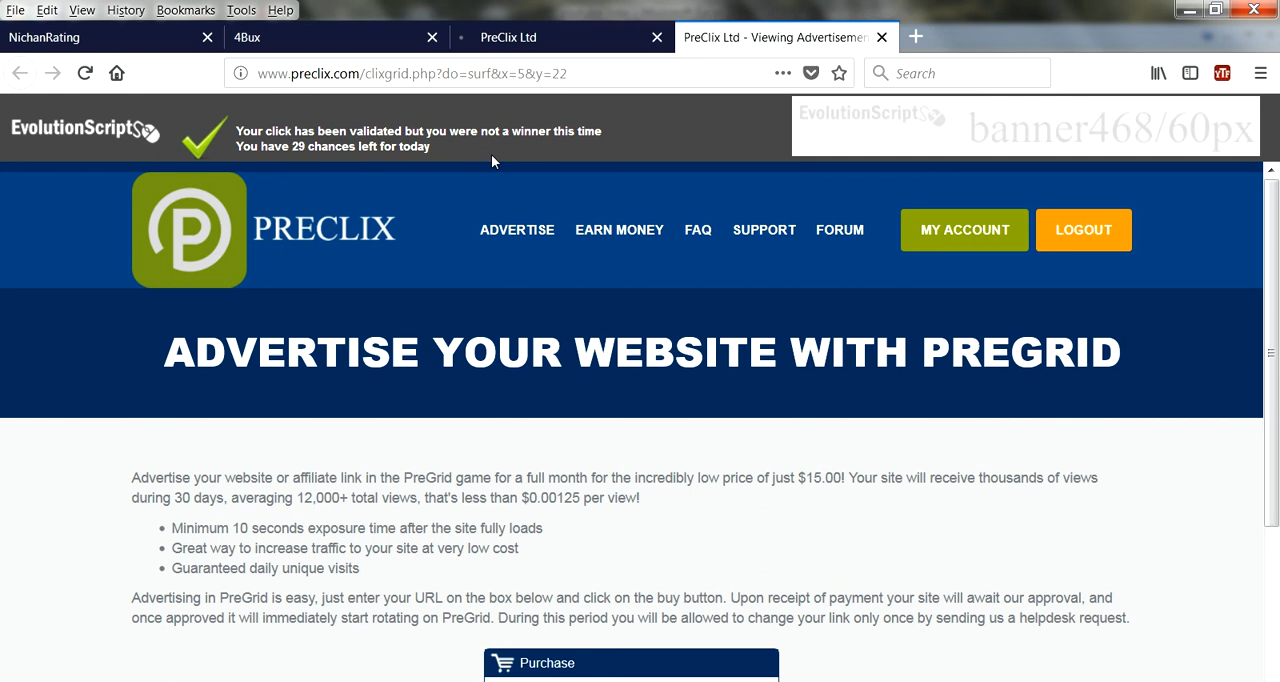 File Edit View History Bookmarks Tools Help
NichanRating 4Bux PreClix Ltd PreClix Ltd - Viewing Advertisemen
www.preclix.com/clixgrid.php?do=surf&x=5&y=22 Search
EvolutionScript
Your click has been validated but you were not a winner this time
You have 29 chances left for today
EvolutionScript
banner468/60px
P PRECLIX
ADVERTISE EARN MONEY FAQ SUPPORT FORUM MY ACCOUNT LOGOUT
ADVERTISE YOUR WEBSITE WITH PREGRID
Advertise your website or affiliate link in the PreGrid game for a full month for the incredibly low price of just $15.00! Your site will receive thousands of views
during 30 days, averaging 12,000+ total views, that's less than $0.00125 per view!
• Minimum 10 seconds exposure time after the site fully loads
• Great way to increase traffic to your site at very low cost
• Guaranteed daily unique visits
Advertising in PreGrid is easy, just enter your URL on the box below and click on the buy button. Upon receipt of payment your site will await our approval, and
once approved it will immediately start rotating on PreGrid. During this period you will be allowed to change your link only once by sending us a helpdesk request.
Purchase